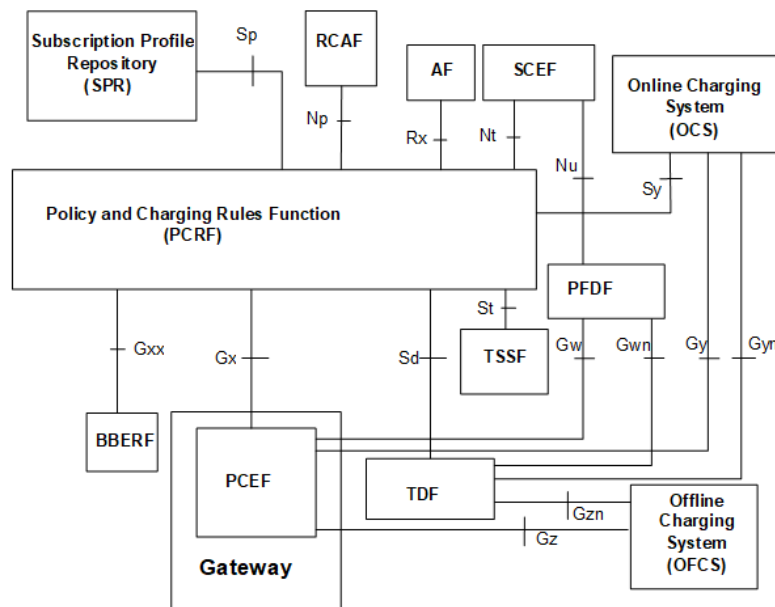 Subscription Profile
Repository
(SPR)
Sp
RCAF
AF
SCEF
Online Charging
System
(OCS)
Np
Rx
Nt
Nu
Sy
Policy and Charging Rules Function
(PCRF)
PFDF
St
Gxx
Gx
Sd
TSSF
Gw
Gwn
Gy
Gyn
BBERF
PCEF
TDF
Offline
Charging
System
(OFCS)
Gzn
Gz
Gateway